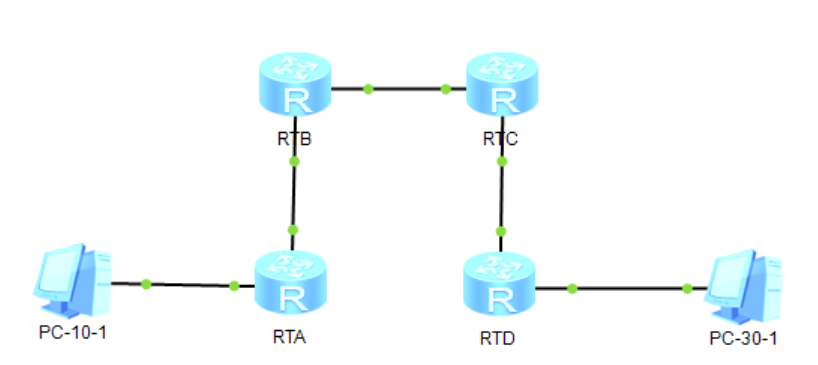 R
R
RTB
RTC
R
R
PC-10-1
RTA
RTD
PC-30-1